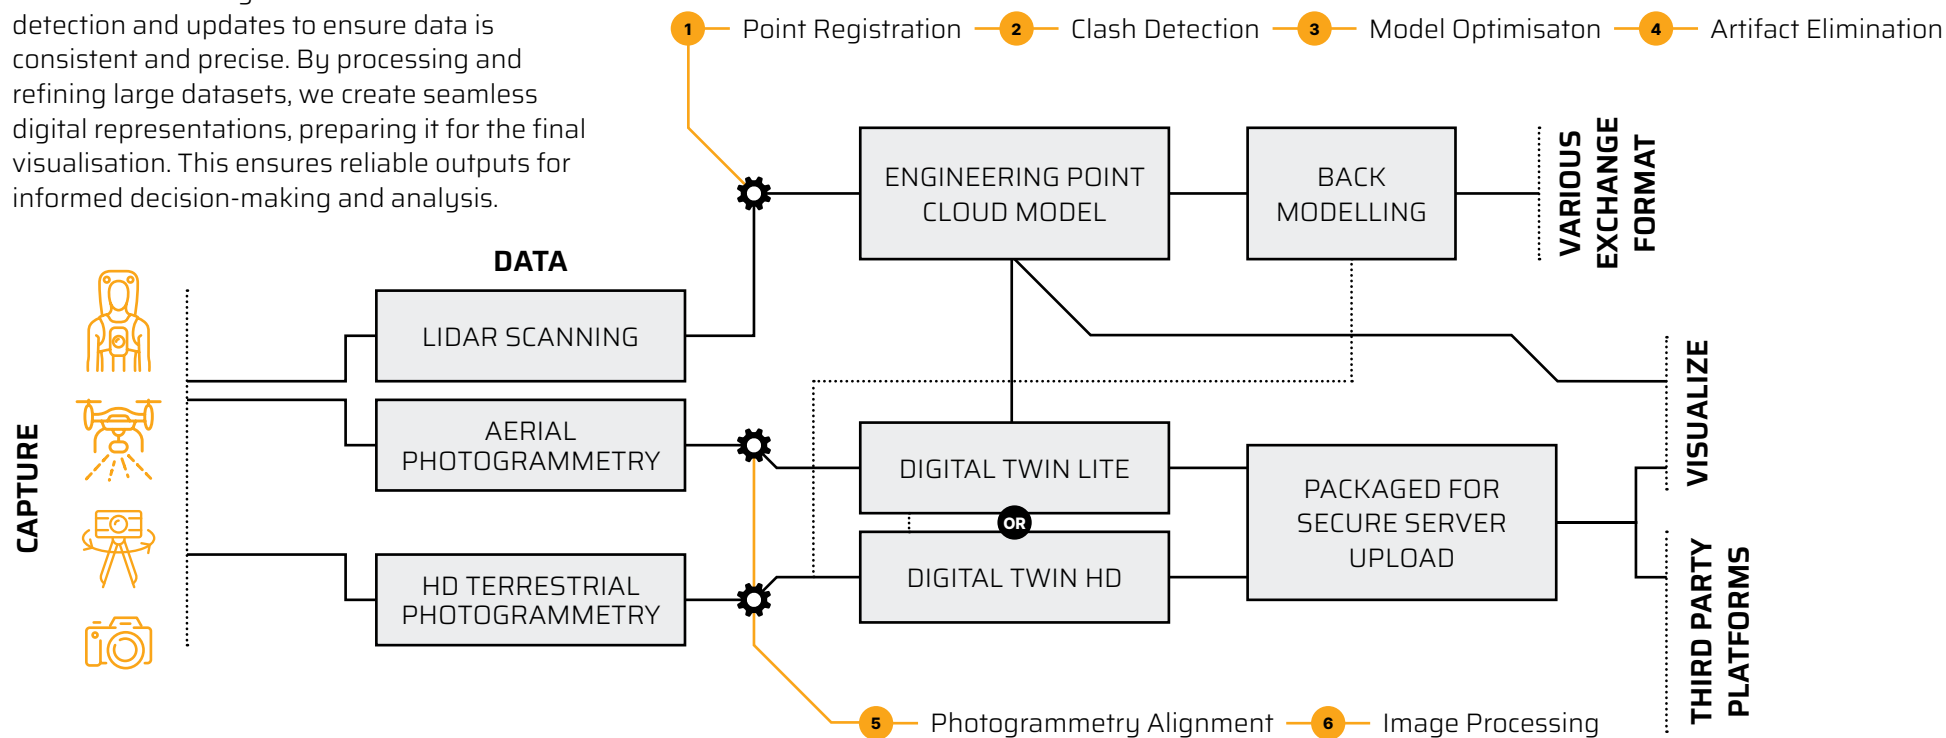 detection and updates to ensure data is
consistent and precise. By processing and
refining large datasets, we create seamless
digital representations, preparing it for the final
visualisation. This ensures reliable outputs for
informed decision-making and analysis.
1 Point Registration 2 Clash Detection 3 Model Optimisaton 4 Artifact Elimination
ENGINEERING POINT
CLOUD MODEL
BACK
MODELLING
VARIOUS
EXCHANGE
FORMAT
DATA
LIDAR SCANNING
AERIAL
PHOTOGRAMMETRY
HD TERRESTRIAL
PHOTOGRAMMETRY
CAPTURE
DIGITAL TWIN LITE
OR
DIGITAL TWIN HD
PACKAGED FOR
SECURE SERVER
UPLOAD
VISUALIZE
THIRD PARTY
PLATFORMS
5 Photogrammetry Alignment 6 Image Processing